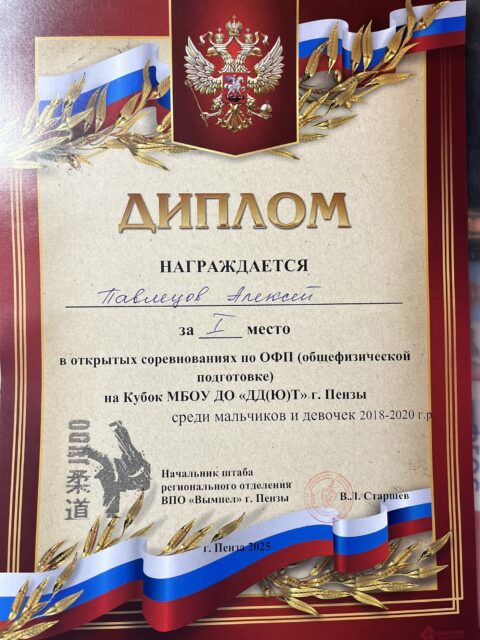 ДИПЛОМ
НАГРАЖДАЕТСЯ
Павлецов Алексей
за I место
в открытых соревнованиях по ОФП (общефизической
подготовке)
на Кубок МБОУ ДО «ДД(Ю)Т» г. Пензы
среди мальчиков и девочек 2018-2020 г.р.
柔道
Начальник штаба
регионального отделения
ВПО «Вымпел» г. Пензы
В.Л. Старшев
г. Пенза 2025